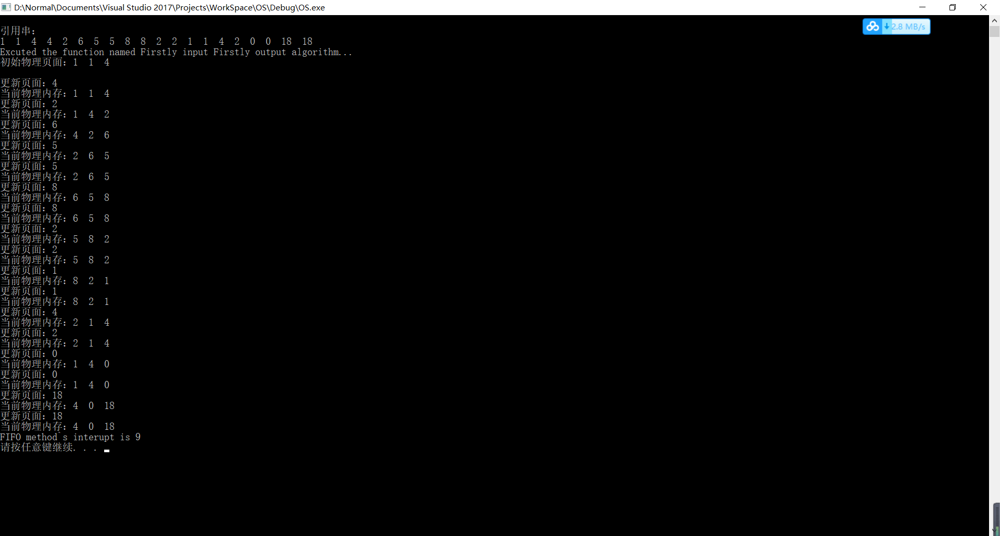 D:\Normal\Documents\Visual Studio 2017\Projects\WorkSpace\OS\Debug\OS.exe
2.8 MB/s
引用串:
1 1 4 4 2 6 5 5 8 8 2 2 1 1 4 2 0 0 18 18
Excuted the function named Firstly input Firstly output algorithm...
初始物理页面: 1 1 4
更新页面: 4
当前物理内存: 1 1 4
更新页面: 2
当前物理内存: 1 4 2
更新页面: 6
当前物理内存: 4 2 6
更新页面: 5
当前物理内存: 2 6 5
更新页面: 5
当前物理内存: 2 6 5
更新页面: 8
当前物理内存: 6 5 8
更新页面: 8
当前物理内存: 6 5 8
更新页面: 2
当前物理内存: 5 8 2
更新页面: 2
当前物理内存: 5 8 2
更新页面: 1
当前物理内存: 8 2 1
更新页面: 1
当前物理内存: 8 2 1
更新页面: 4
当前物理内存: 2 1 4
更新页面: 2
当前物理内存: 2 1 4
更新页面: 0
当前物理内存: 1 4 0
更新页面: 0
当前物理内存: 1 4 0
更新页面: 18
当前物理内存: 4 0 18
更新页面: 18
当前物理内存: 4 0 18
FIFO method`s interupt is 9
请按任意键继续. . .